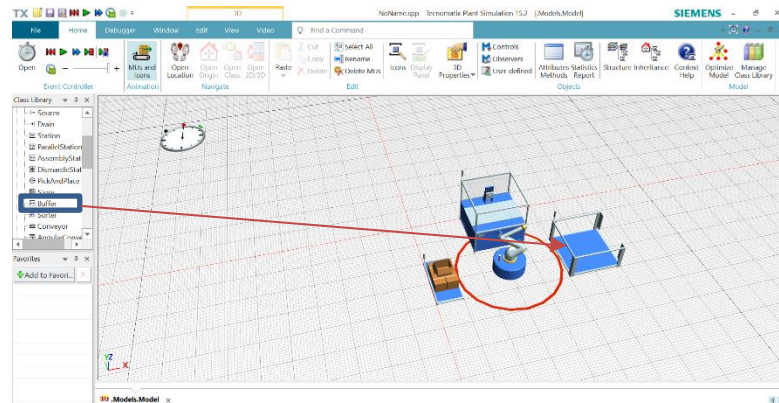 TX 3D NoName.spp Tecnomatix Plant Simulation 15.2 [.Models.Model] SIEMENS
File Home Debugger Window Edit View Video Find a Command
Open
MUs and Icons
Open Location
Open Origin
Open Class
Open 2D/3D
Paste
Cut
Copy
Delete
Select All
Rename
Delete MUs
Icons
Display Panel
3D Properties
Controls
Observers
User-defined
Attributes Methods
Statistics Report
Structure
Inheritance
Context Help
Optimize Model
Manage Class Library
Event Controller Animation Navigate Edit Objects Model
Class Library
Source
Drain
Station
ParallelStation
AssemblyStat
DismantleStat
PickAndPlace
Store
Buffer
Sorter
Conveyor
Favorites
Add to Favori...
YZ
X
3D .Models.Model